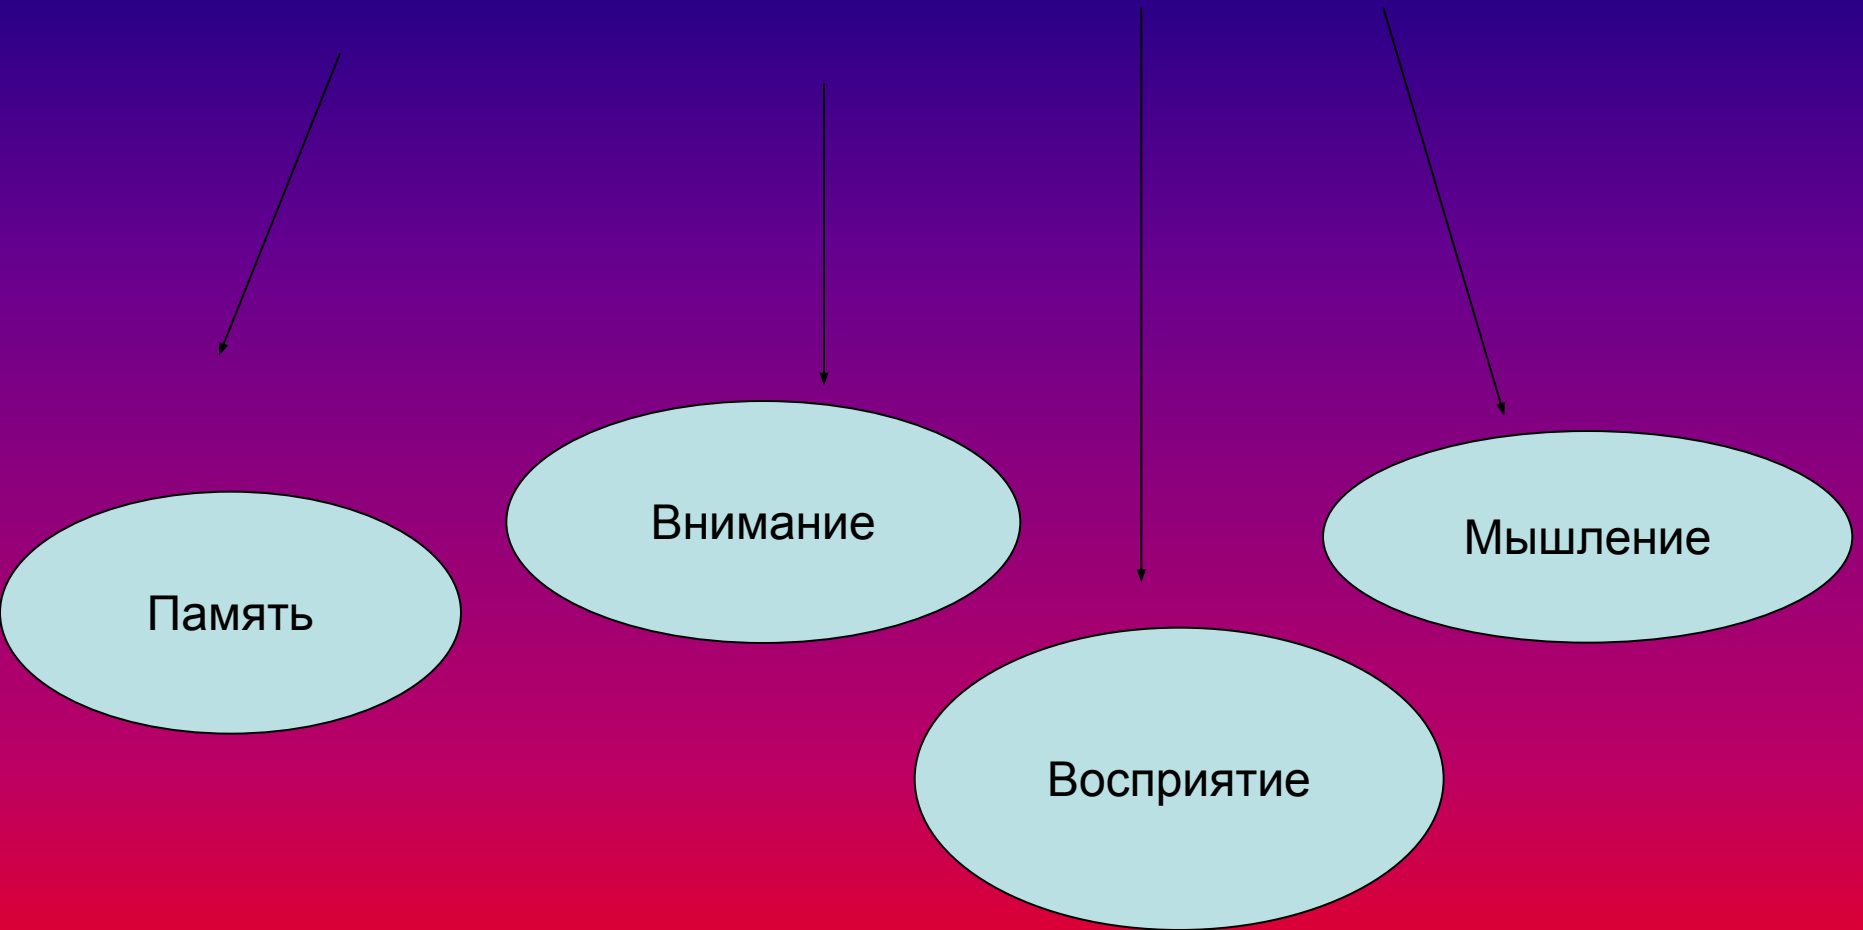 Память
Внимание
Восприятие
Мышление